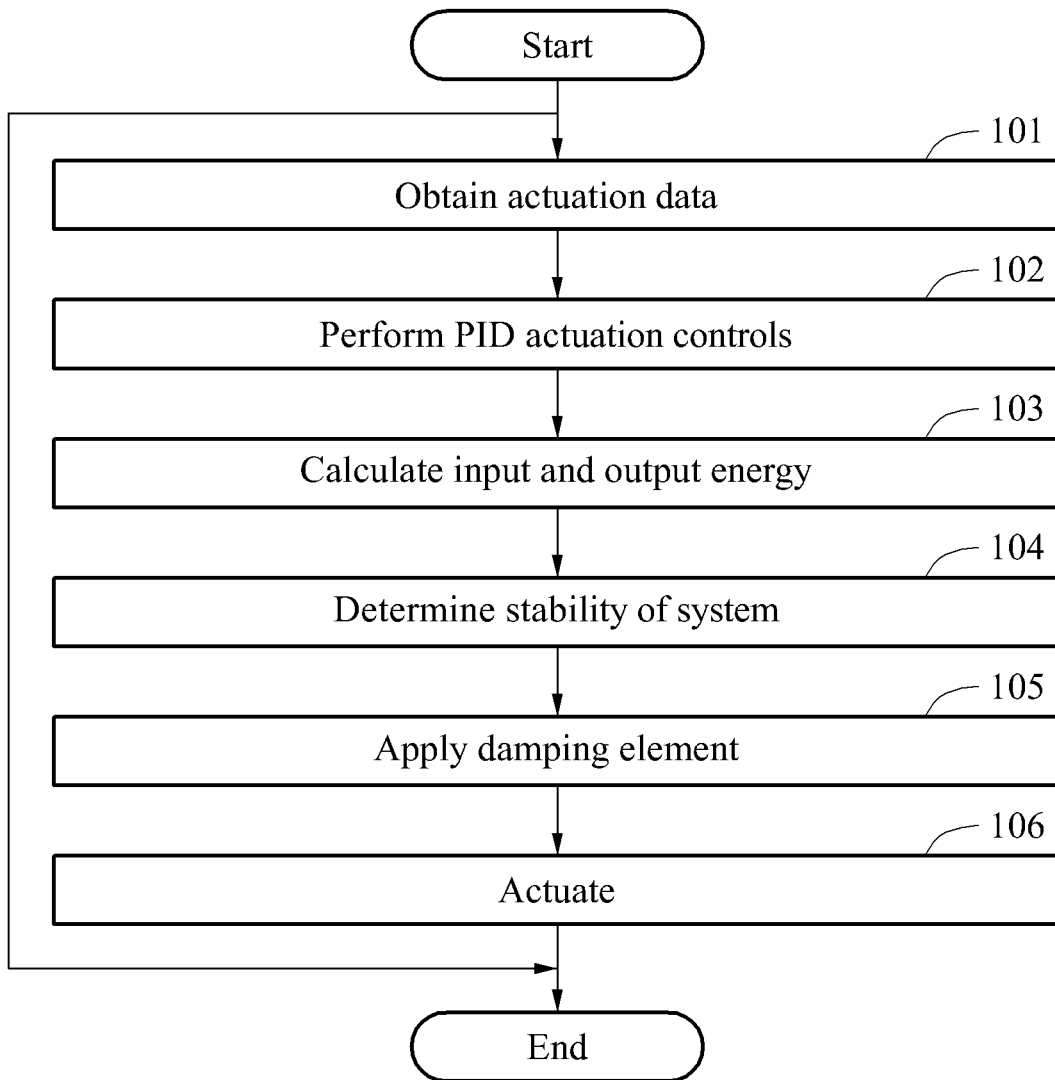 Start
101
Obtain actuation data
102
Perform PID actuation controls
103
Calculate input and output energy
104
Determine stability of system
105
Apply damping element
106
Actuate
End